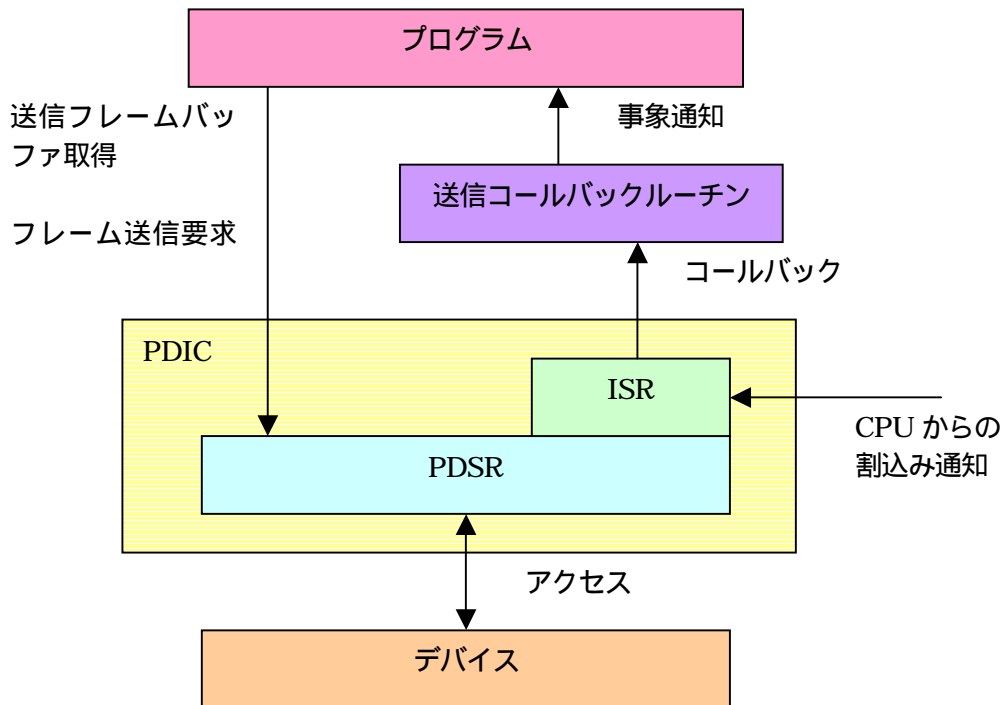 プログラム
送信フレームバッ
ファ取得
事象通知
送信コールバックルーチン
フレーム送信要求
コールバック
PDIC
ISR
CPU からの
割込み通知
PDSR
アクセス
デバイス